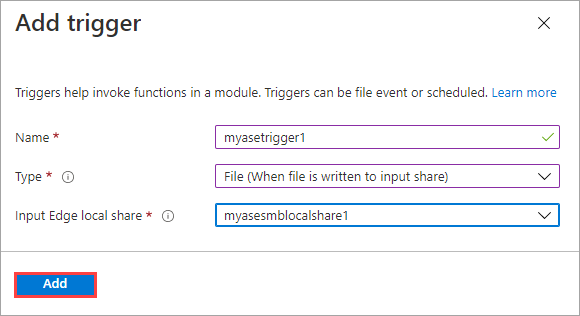 Add trigger
Triggers help invoke functions in a module. Triggers can be file event or scheduled. Learn more
Name *
myasetrigger1
Type *
File (When file is written to input share)
Input Edge local share *
myasesmblocalshare1
Add